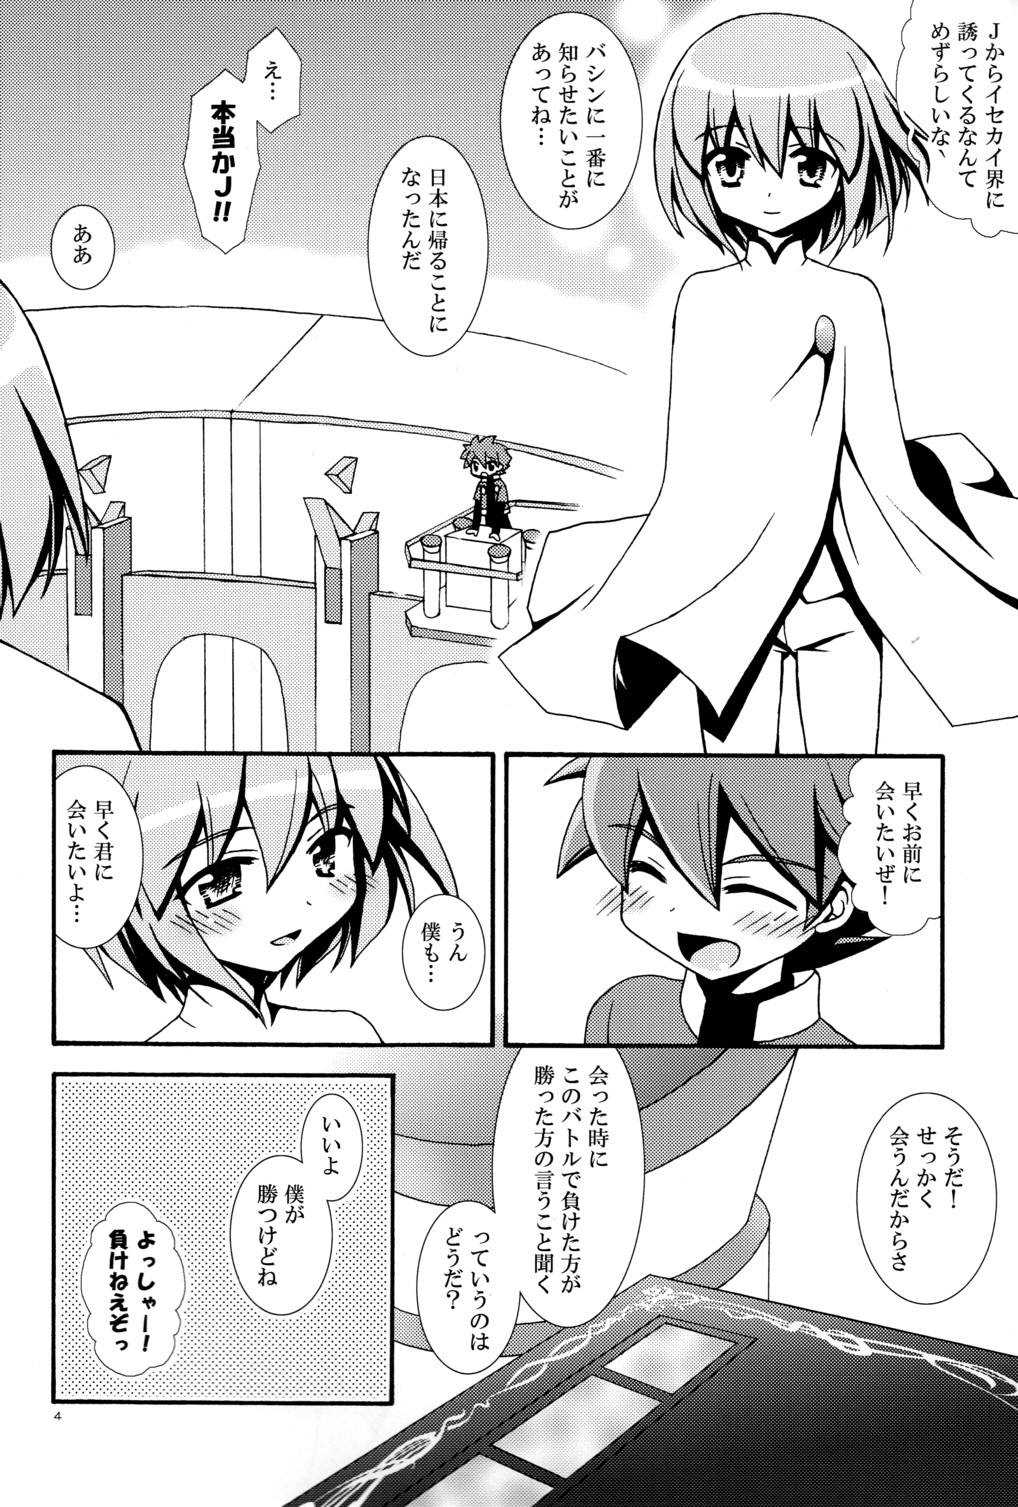 Jからイセカイ界に
誘ってくるなんて
めずらしいな、
バシンに一番に
知らせたいことが
あってね…
日本に帰ることに
なったんだ
え…
本当かJ!!
ああ
早くお前に
会いたいぜ!
うん
僕も…
早く君に
会いたいよ…
そうだ!
せっかく
会うんだからさ
会った時に
このバトルで負けた方が
勝った方の言うこと聞く
っていうのは
どうだ?
いいよ
僕が
勝つけどね
よっしゃー!
負けねえぞっ
4